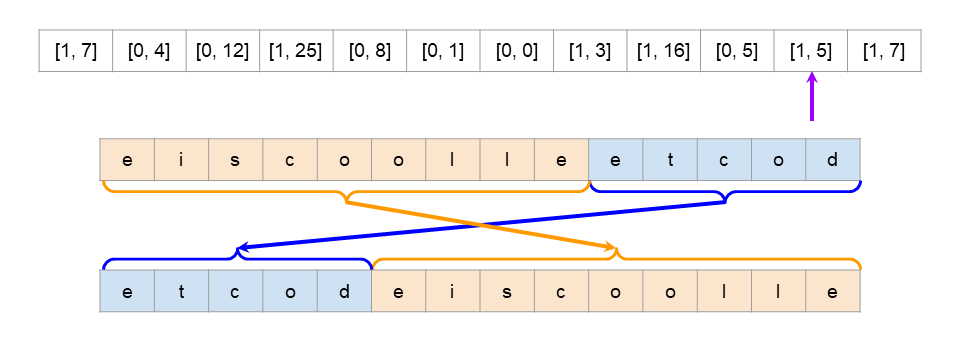 [1, 7] [0, 4] [0, 12] [1, 25] [0, 8] [0, 1] [0, 0] [1, 3] [1, 16] [0, 5] [1, 5] [1, 7]
e i s c o o l l e e t c o d
e t c o d e i s c o o l l e